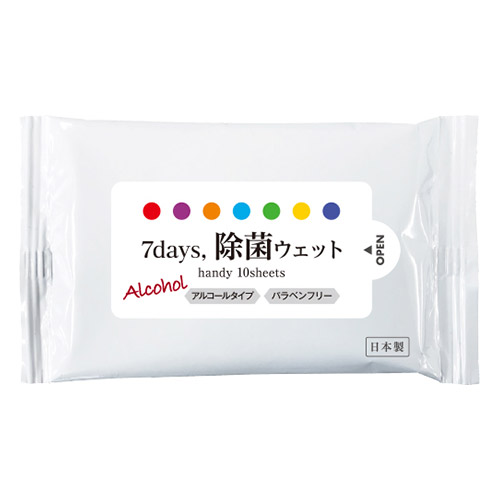 7days, 除菌ウェット
handy 10sheets
Alcohol
アルコールタイプ
パラベンフリー
OPEN
日本製